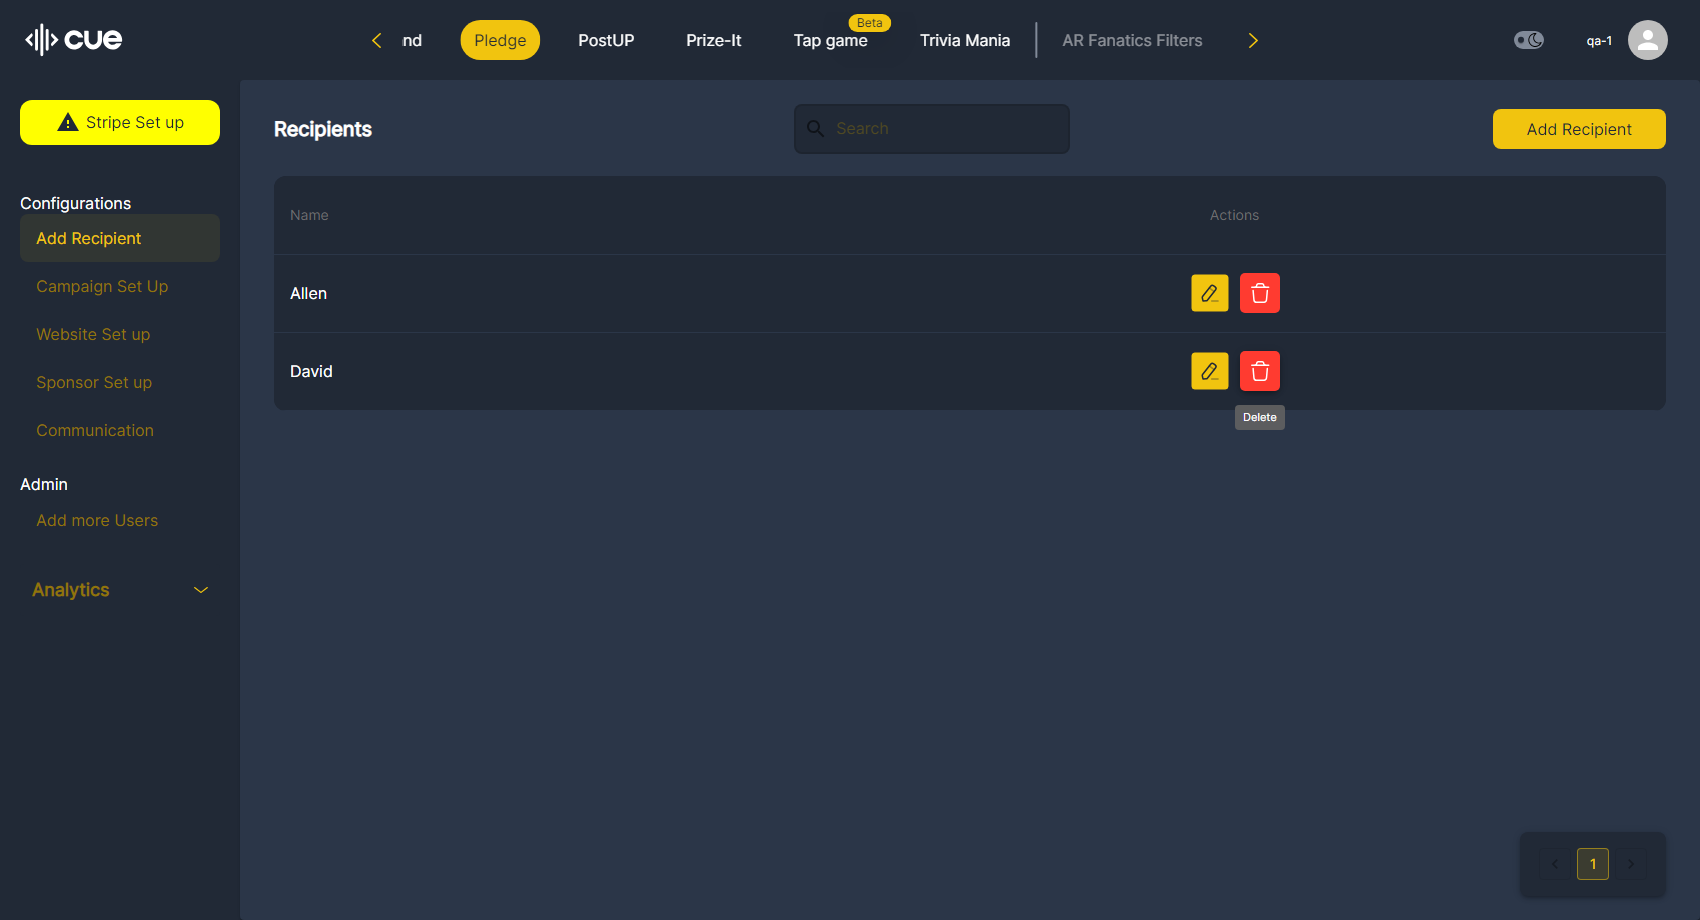 cue
nd
Pledge
PostUP
Prize-It
Beta
Tap game
Trivia Mania
AR Fanatics Filters
qa-1
Stripe Set up
Configurations
Add Recipient
Campaign Set Up
Website Set up
Sponsor Set up
Communication
Admin
Add more Users
Analytics
Recipients
Search
Add Recipient
Name
Actions
Allen
David
Delete
1